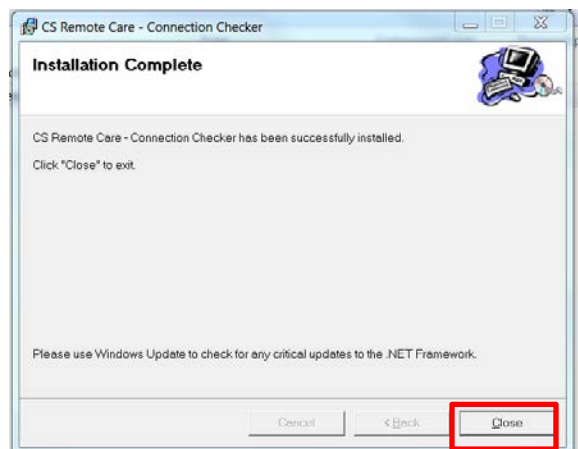 CS Remote Care - Connection Checker
Installation Complete
CS Remote Care - Connection Checker has been successfully installed.
Click "Close" to exit.
Please use Windows Update to check for any critical updates to the .NET Framework.
Cancel
< Back
Close